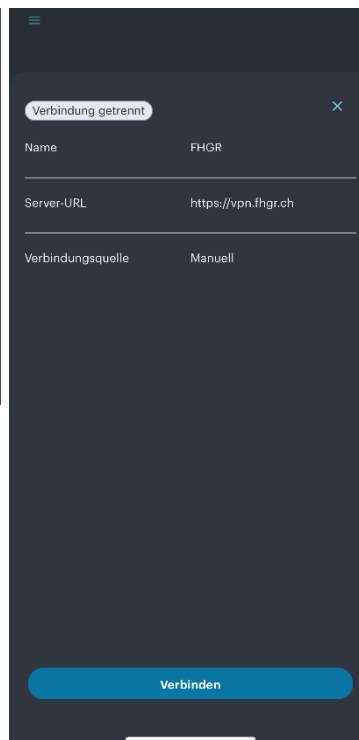 Verbindung getrennt
Name FHGR
Server-URL https://vpn.fhgr.ch
Verbindungsquelle Manuell
Verbinden